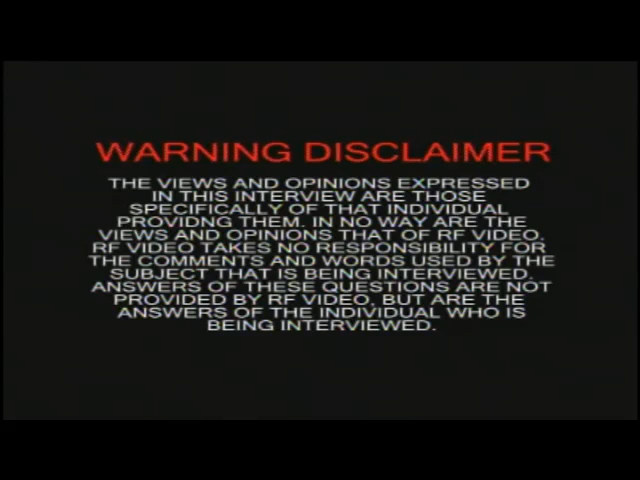 WARNING DISCLAIMER
THE VIEWS AND OPINIONS EXPRESSED
IN THIS INTERVIEW ARE THOSE
SPECIFICALLY OF THAT INDIVIDUAL
PROVIDNG THEM. IN NO WAY ARE THE
VIEWS AND OPINIONS THAT OF RF VIDEO.
RF VIDEO TAKES NO RESPONSIBILITY FOR
THE COMMENTS AND WORDS USED BY THE
SUBJECT THAT IS BEING INTERVIEWED.
ANSWERS OF THESE QUESTIONS ARE NOT
PROVIDED BY RF VIDEO, BUT ARE THE
ANSWERS OF THE INDIVIDUAL WHO IS
BEING INTERVIEWED.